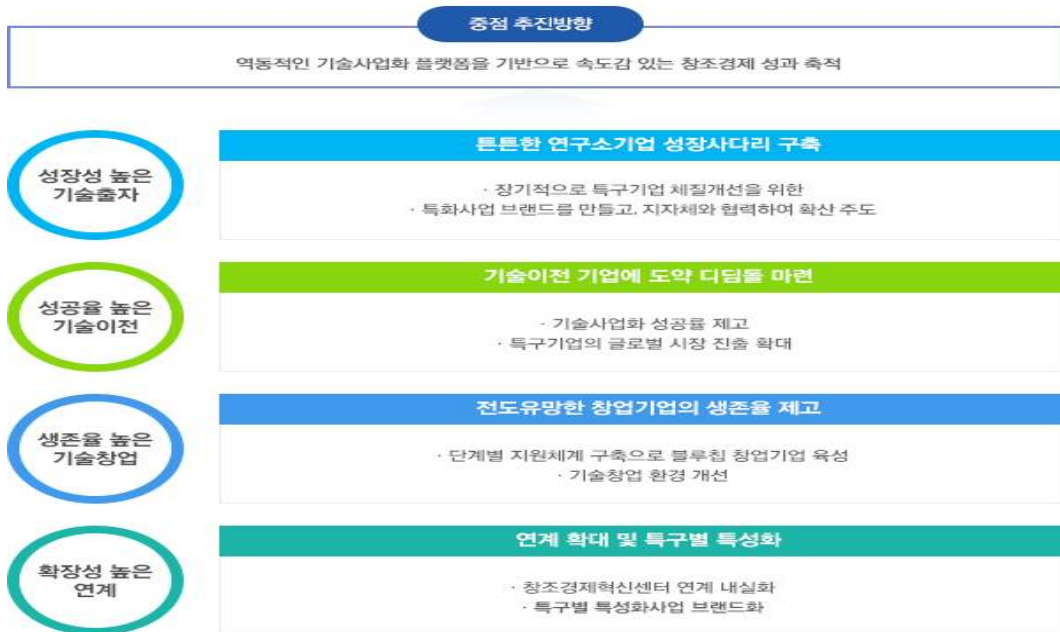 중점 추진방향
역동적인 기술사업화 플랫폼을 기반으로 속도감 있는 창조경제 성과 축적
성장성 높은
기술출자
튼튼한 연구소기업 성장사다리 구축
· 장기적으로 특구기업 체질개선을 위한
· 특화사업 브랜드를 만들고, 지자체와 협력하여 확산 주도
성공율 높은
기술이전
기술이전 기업에 도약 디딤돌 마련
· 기술사업화 성공률 제고
· 특구기업의 글로벌 시장 진출 확대
생존율 높은
기술창업
전도유망한 창업기업의 생존율 제고
· 단계별 지원체계 구축으로 블루칩 창업기업 육성
· 기술창업 환경 개선
확장성 높은
연계
연계 확대 및 특구별 특성화
· 창조경제혁신센터 연계 내실화
· 특구별 특성화사업 브랜드화